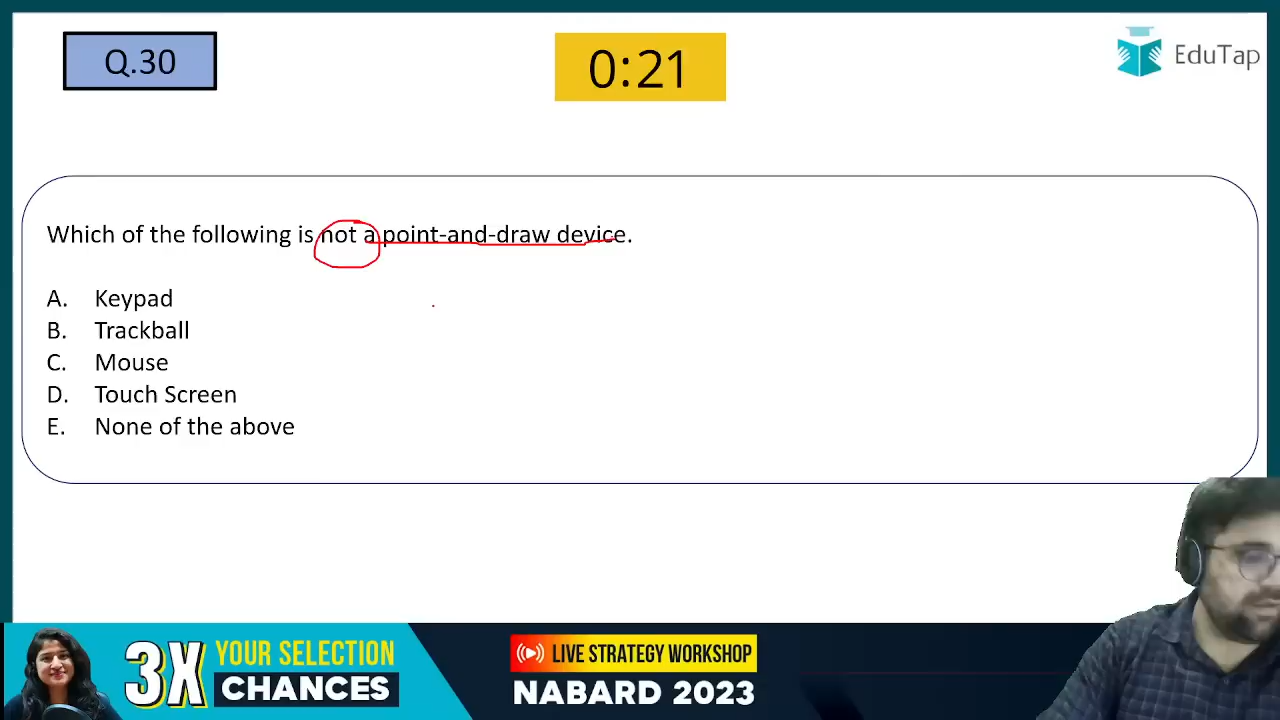 Q.30
0:21
EduTap
Which of the following is not a point-and-draw device.
A. Keypad
B. Trackball
C. Mouse
D. Touch Screen
E. None of the above
3X YOUR SELECTION
CHANCES
LIVE STRATEGY WORKSHOP
NABARD 2023